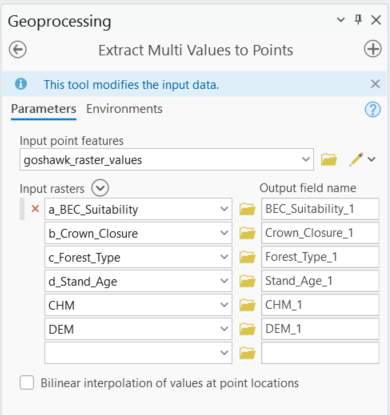 Geoprocessing
Extract Multi Values to Points
This tool modifies the input data.
Parameters Environments
Input point features
goshawk_raster_values
Input rasters Output field name
a_BEC_Suitability BEC_Suitability_1
b_Crown_Closure Crown_Closure_1
c_Forest_Type Forest_Type_1
d_Stand_Age Stand_Age_1
CHM CHM_1
DEM DEM_1
Bilinear interpolation of values at point locations